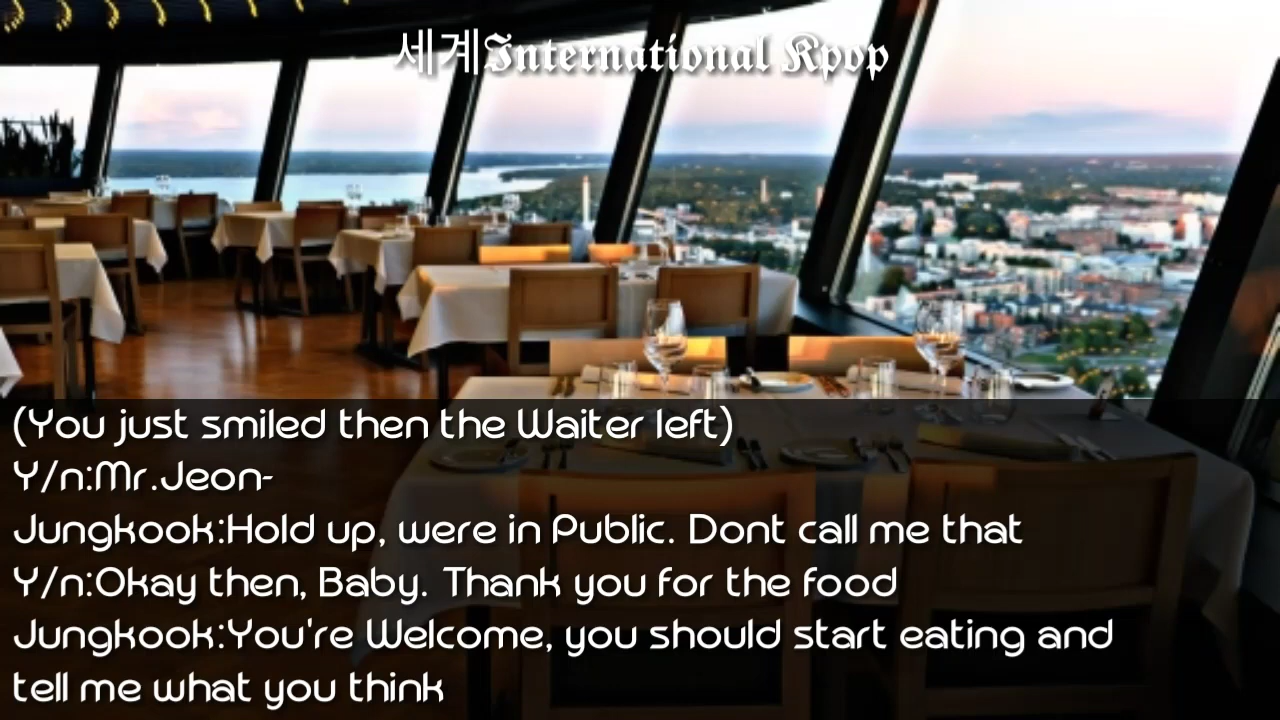 세계International Kpop
(You just smiled then the Waiter left)
Y/n:Mr.Jeon-
Jungkook:Hold up, were in Public. Dont call me that
Y/n:Okay then, Baby. Thank you for the food
Jungkook:You're Welcome, you should start eating and
tell me what you think